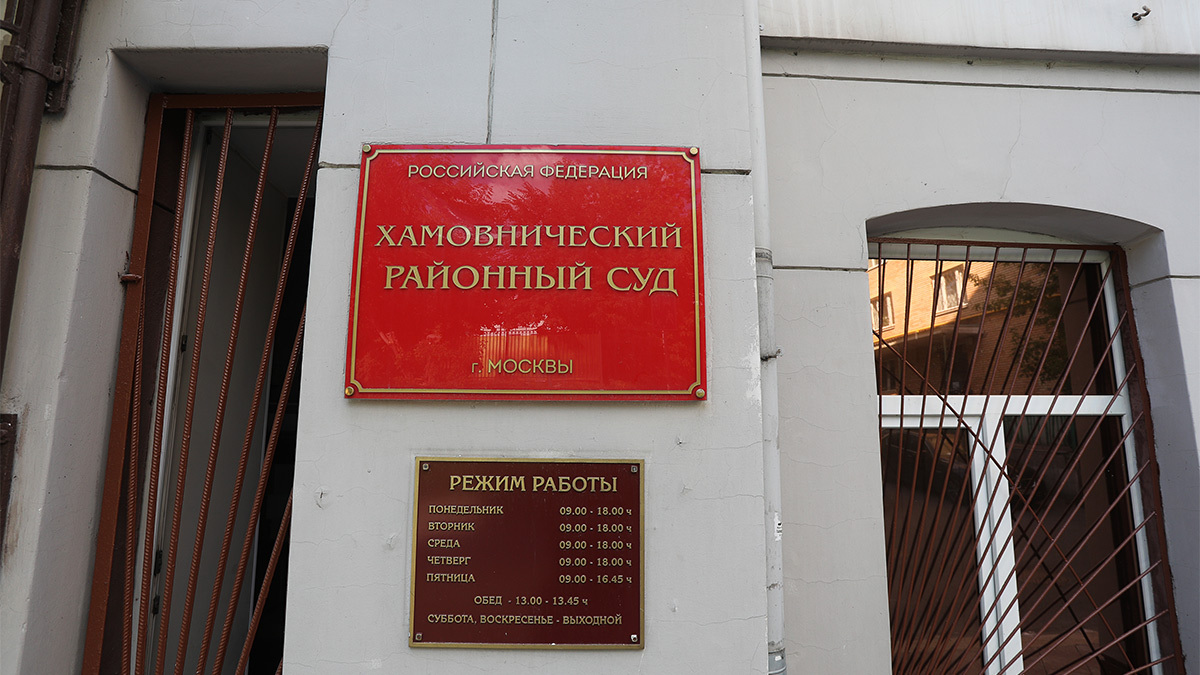 РОССИЙСКАЯ ФЕДЕРАЦИЯ
ХАМОВНИЧЕСКИЙ
РАЙОННЫЙ СУД
г. МОСКВЫ
РЕЖИМ РАБОТЫ
ПОНЕДЕЛЬНИК 09.00 - 18.00 ч
ВТОРНИК 09.00 - 18.00 ч
СРЕДА 09.00 - 18.00 ч
ЧЕТВЕРГ 09.00 - 18.00 ч
ПЯТНИЦА 09.00 - 16.45 ч
ОБЕД - 13.00 - 13.45 ч
СУББОТА, ВОСКРЕСЕНЬЕ - ВЫХОДНОЙ